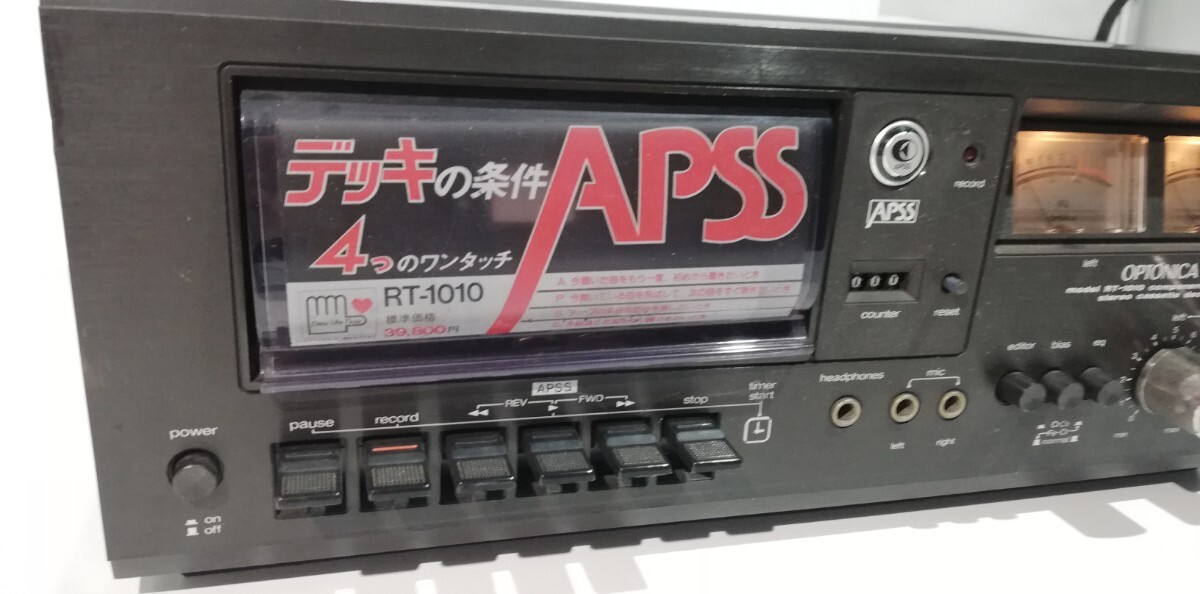 デッキの条件 APSS
4つのワンタッチ
RT-1010
標準価格
39,800円
APSS
record
000
counter
reset
left
OPTONICA
model RT-1010
stereo cassette
editor
bias
eq
normal
headphones
mic
left
right
APSS
REV
FWD
timer
start
pause
record
stop
power
on
off